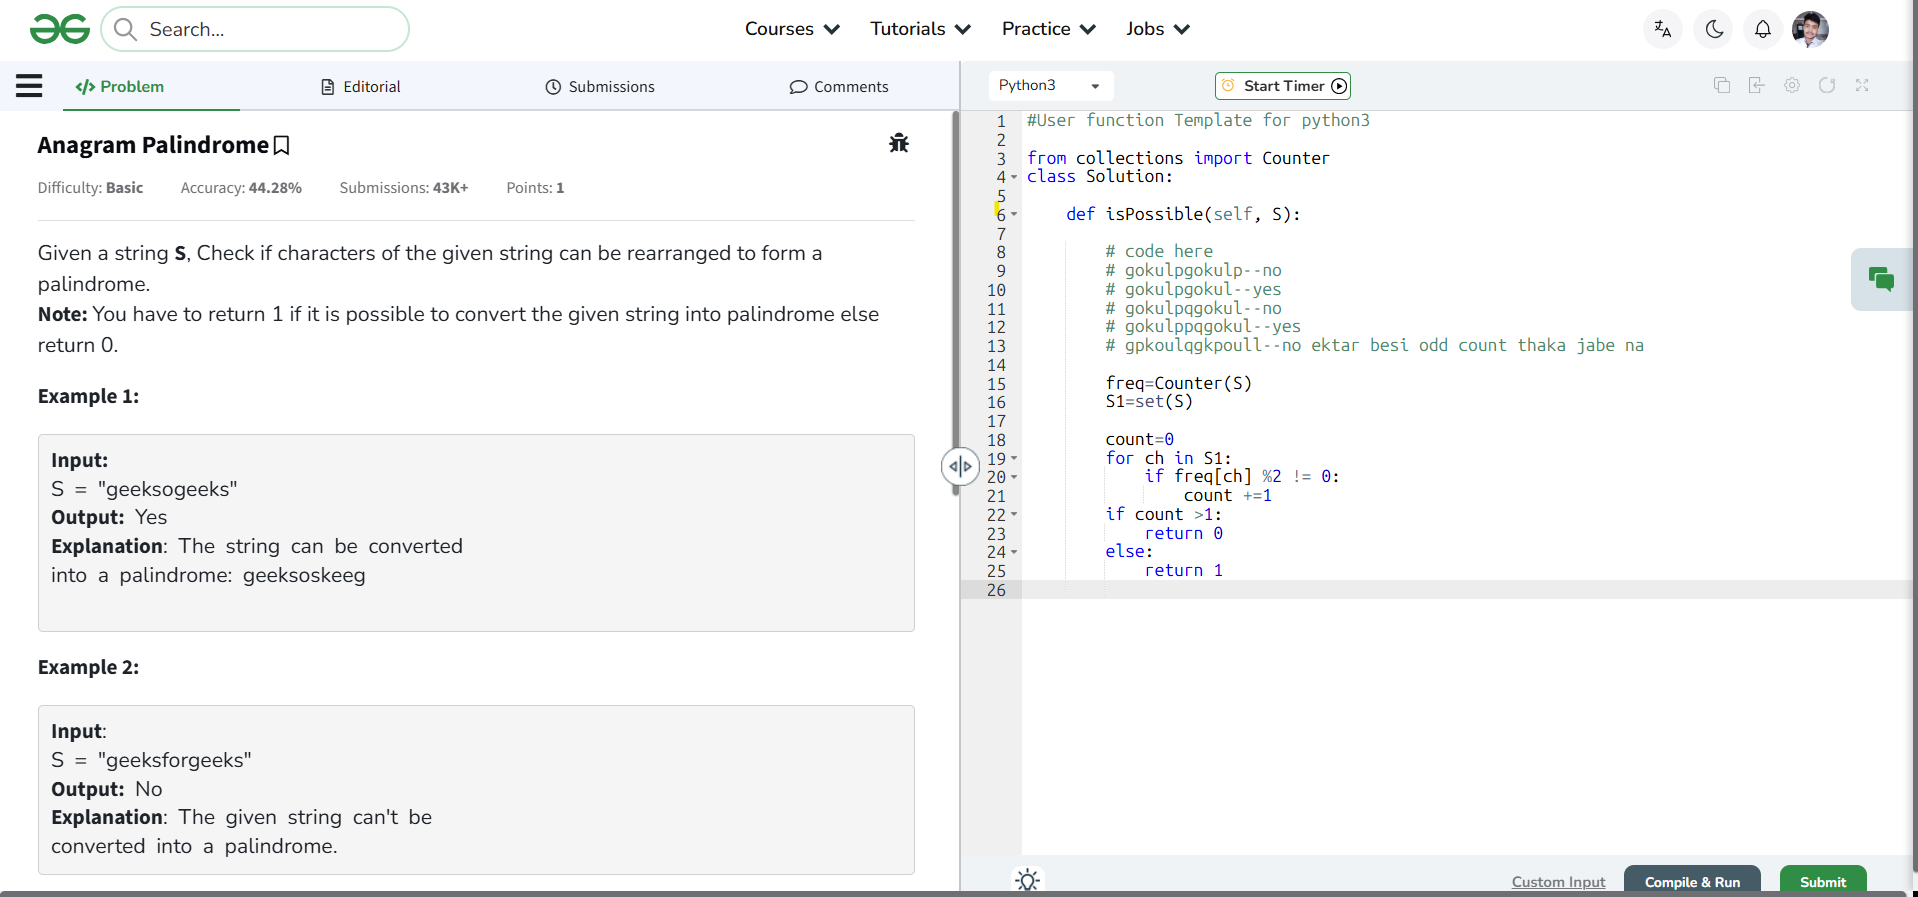 Search...
Courses
Tutorials
Practice
Jobs
Problem
Editorial
Submissions
Comments
Python3
Start Timer
Anagram Palindrome
Difficulty: Basic
Accuracy: 44.28%
Submissions: 43K+
Points: 1
Given a string S, Check if characters of the given string can be rearranged to form a
palindrome.
Note: You have to return 1 if it is possible to convert the given string into palindrome else
return 0.
Example 1:
Input:
S = "geeksogeeks"
Output: Yes
Explanation: The string can be converted
into a palindrome: geeksoskeeg
Example 2:
Input:
S = "geeksforgeeks"
Output: No
Explanation: The given string can't be
converted into a palindrome.
1 #User function Template for python3
2
3 from collections import Counter
4 class Solution:
5
6 def isPossible(self, S):
7
8 # code here
9 # gokulpgokulp--no
10 # gokulpgokul--yes
11 # gokulpqgokul--no
12 # gokulppqgokul--yes
13 # gpkoulqgkpoull--no ektar besi odd count thaka jabe na
14
15 freq=Counter(S)
16 S1=set(S)
17
18 count=0
19 for ch in S1:
20 if freq[ch] %2 != 0:
21 count +=1
22 if count >1:
23 return 0
24 else:
25 return 1
26
Custom Input
Compile & Run
Submit